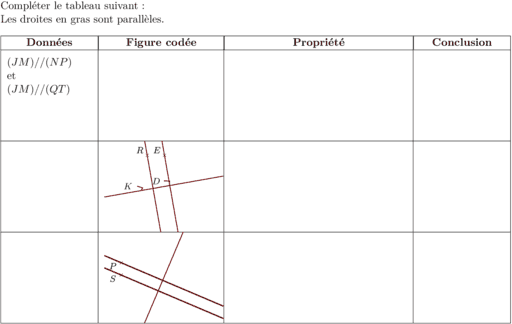 Compléter le tableau suivant :
Les droites en gras sont parallèles.
Données Figure codée Propriété Conclusion
(JM)//(NP)
et
(JM)//(QT)
R E
K D
P
S